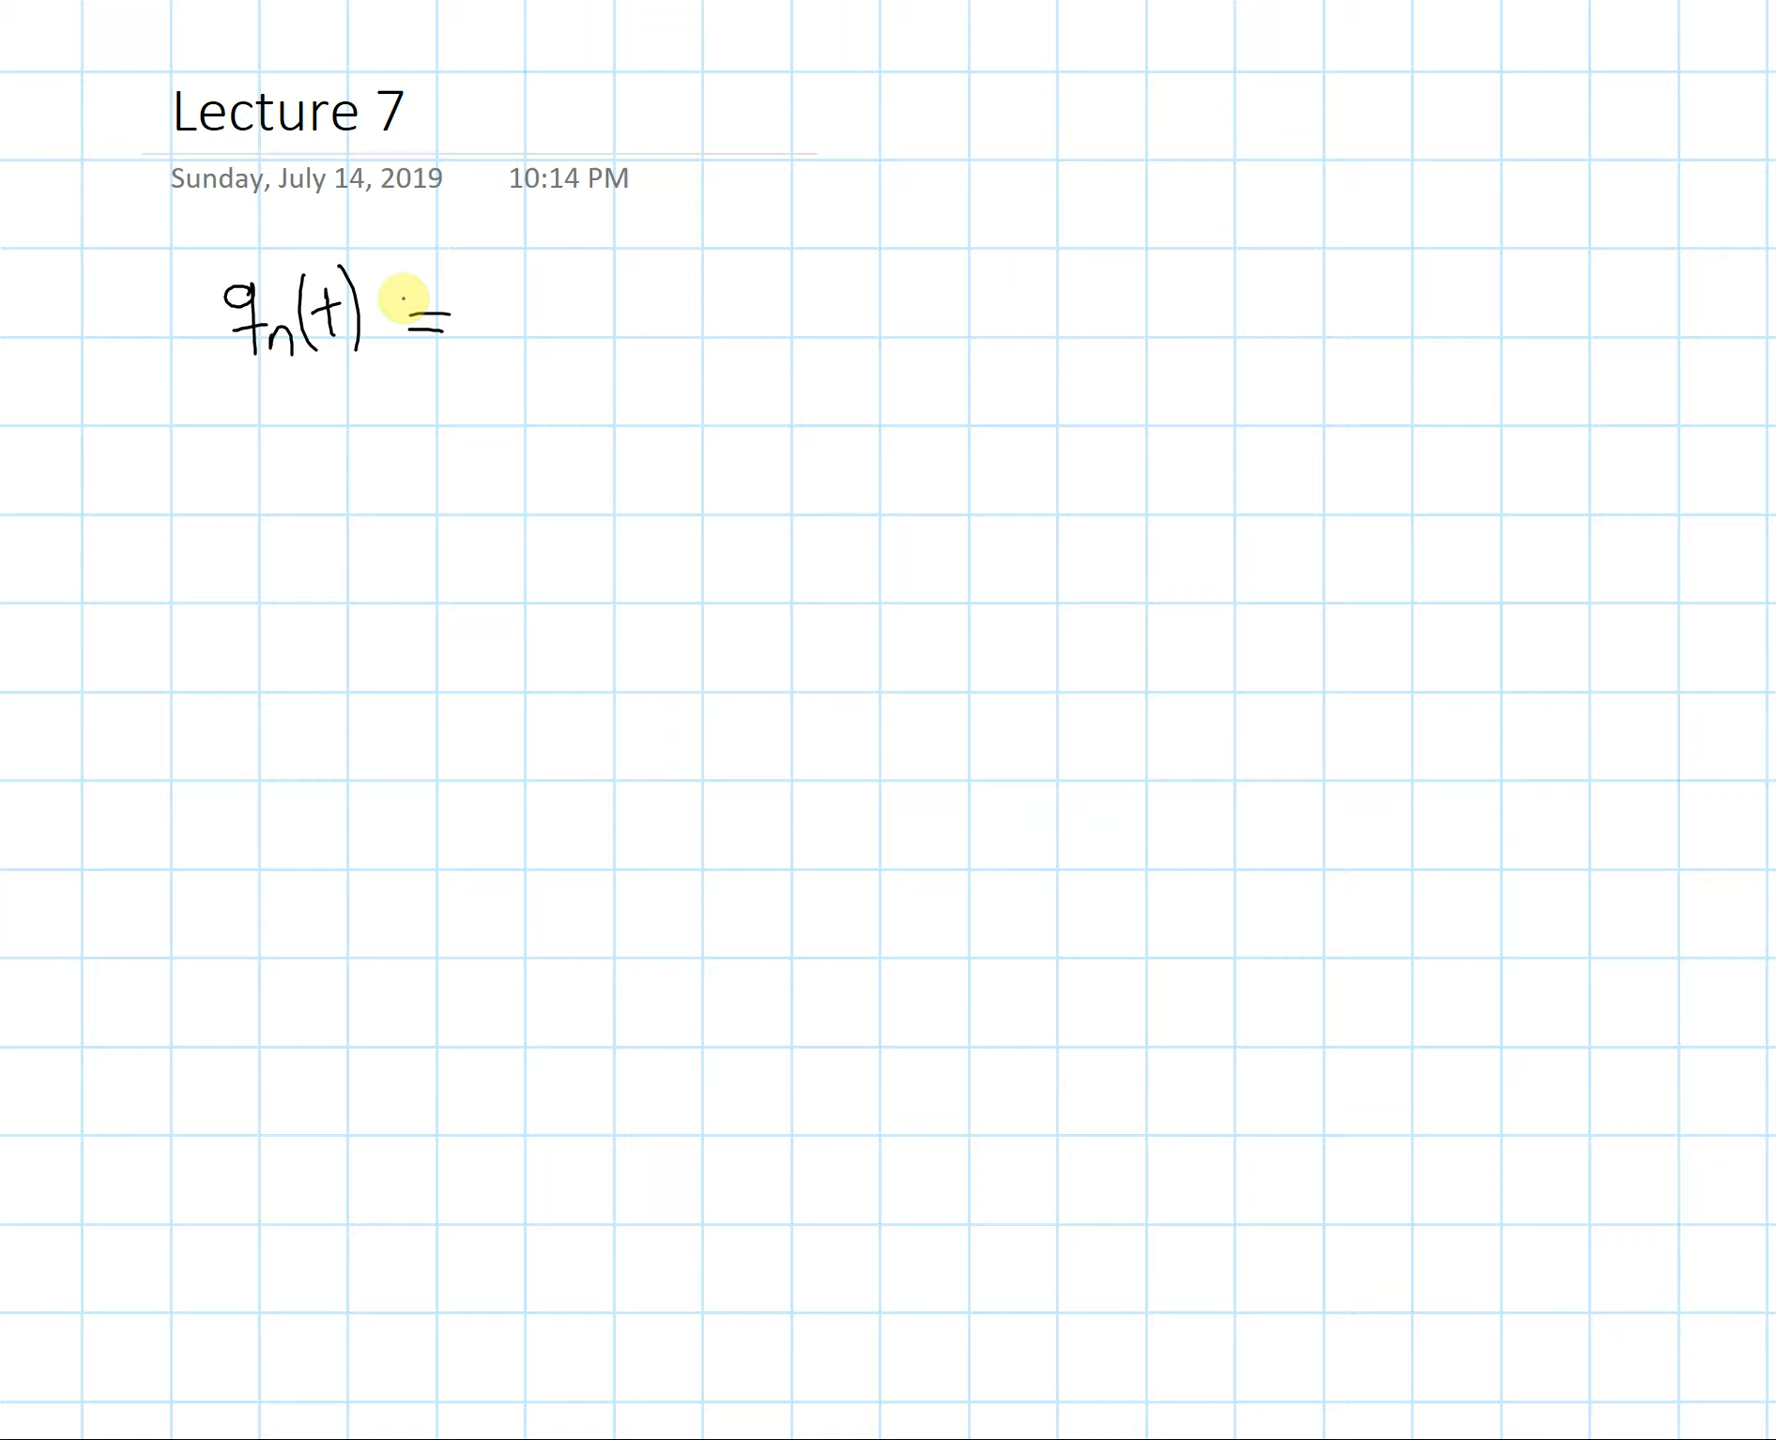 Lecture 7
Sunday, July 14, 2019 10:14 PM
qn(t) =